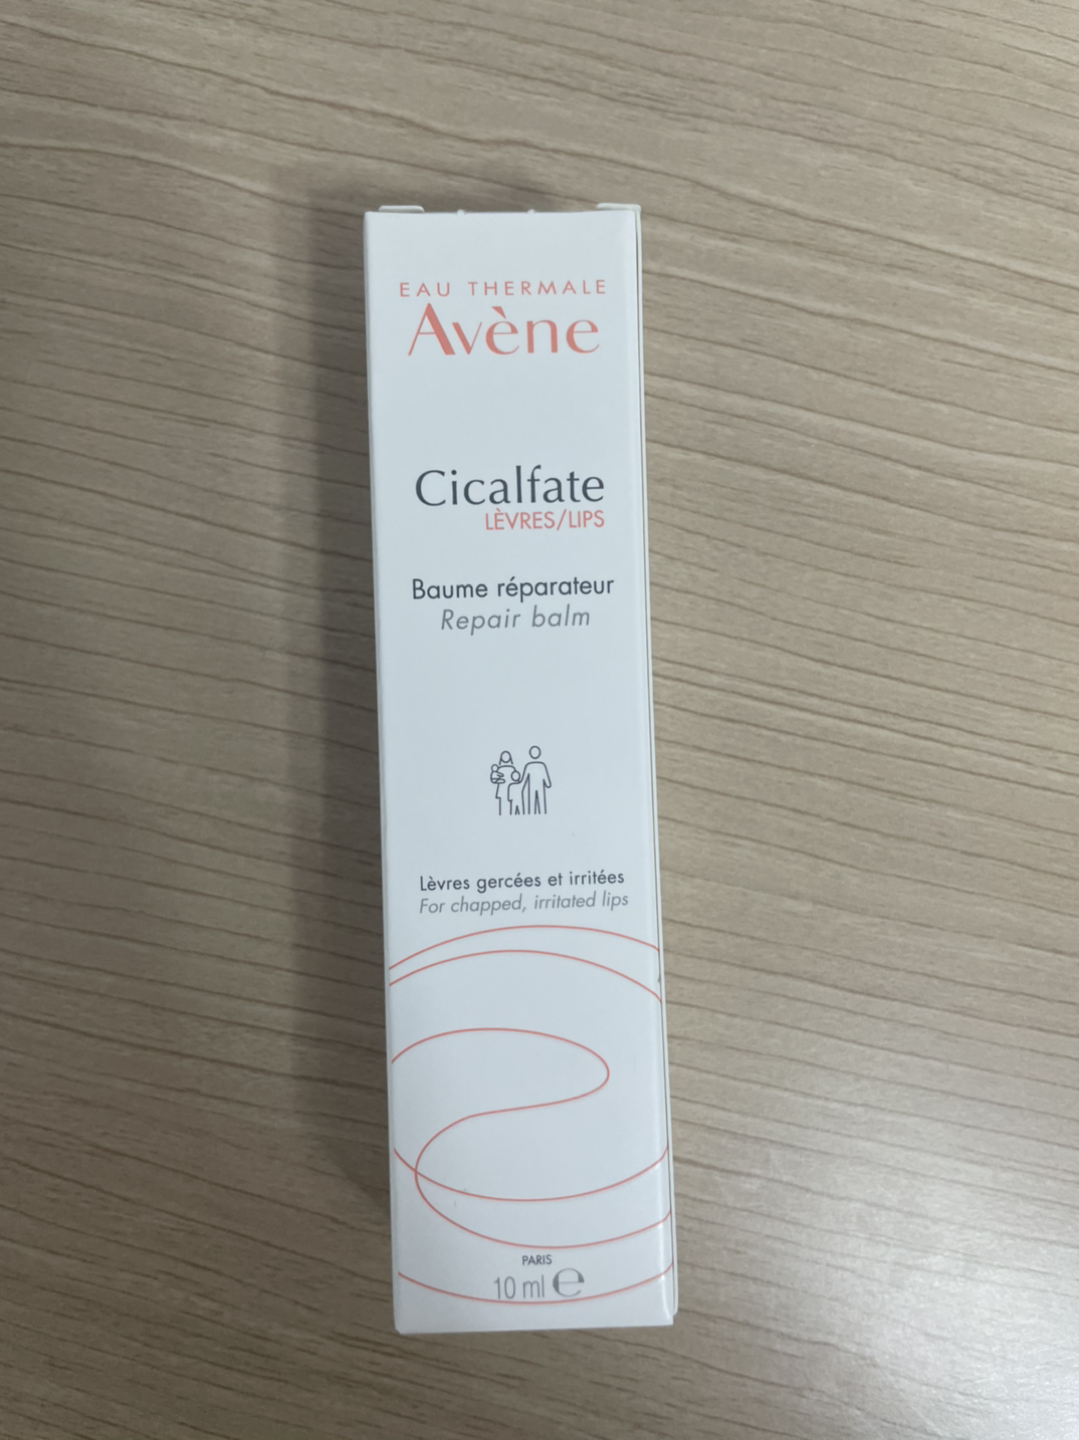 EAU THERMALE
Avène
Cicalfate
LÈVRES/LIPS
Baume réparateur
Repair balm
Lèvres gercées et irritées
For chapped, irritated lips
PARIS
10 ml ℮